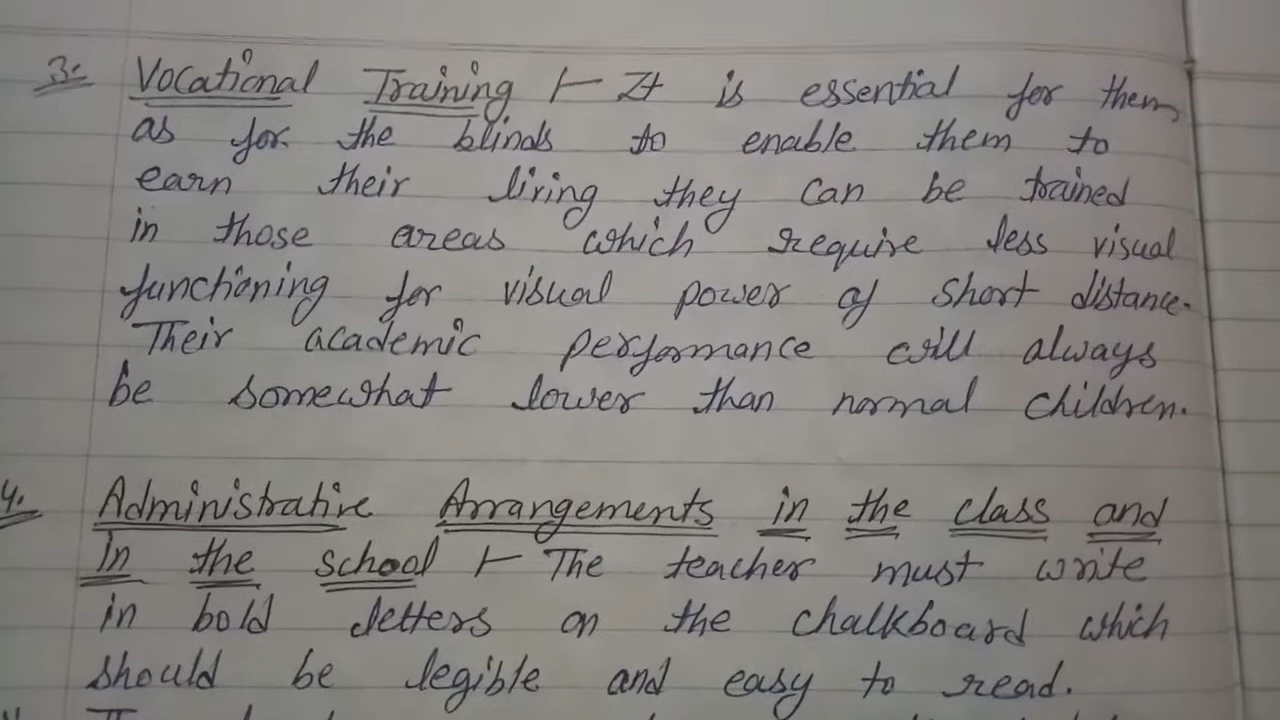 3. Vocational Training :- It is essential for them
as for the blinds to enable them to
earn their living they can be trained
in those areas which require less visual
functioning for visual power of short distance.
Their academic performance will always
be somewhat lower than normal children.
4. Administrative Arrangements in the class and
in the school :- The teacher must write
in bold letters on the chalkboard which
should be legible and easy to read.